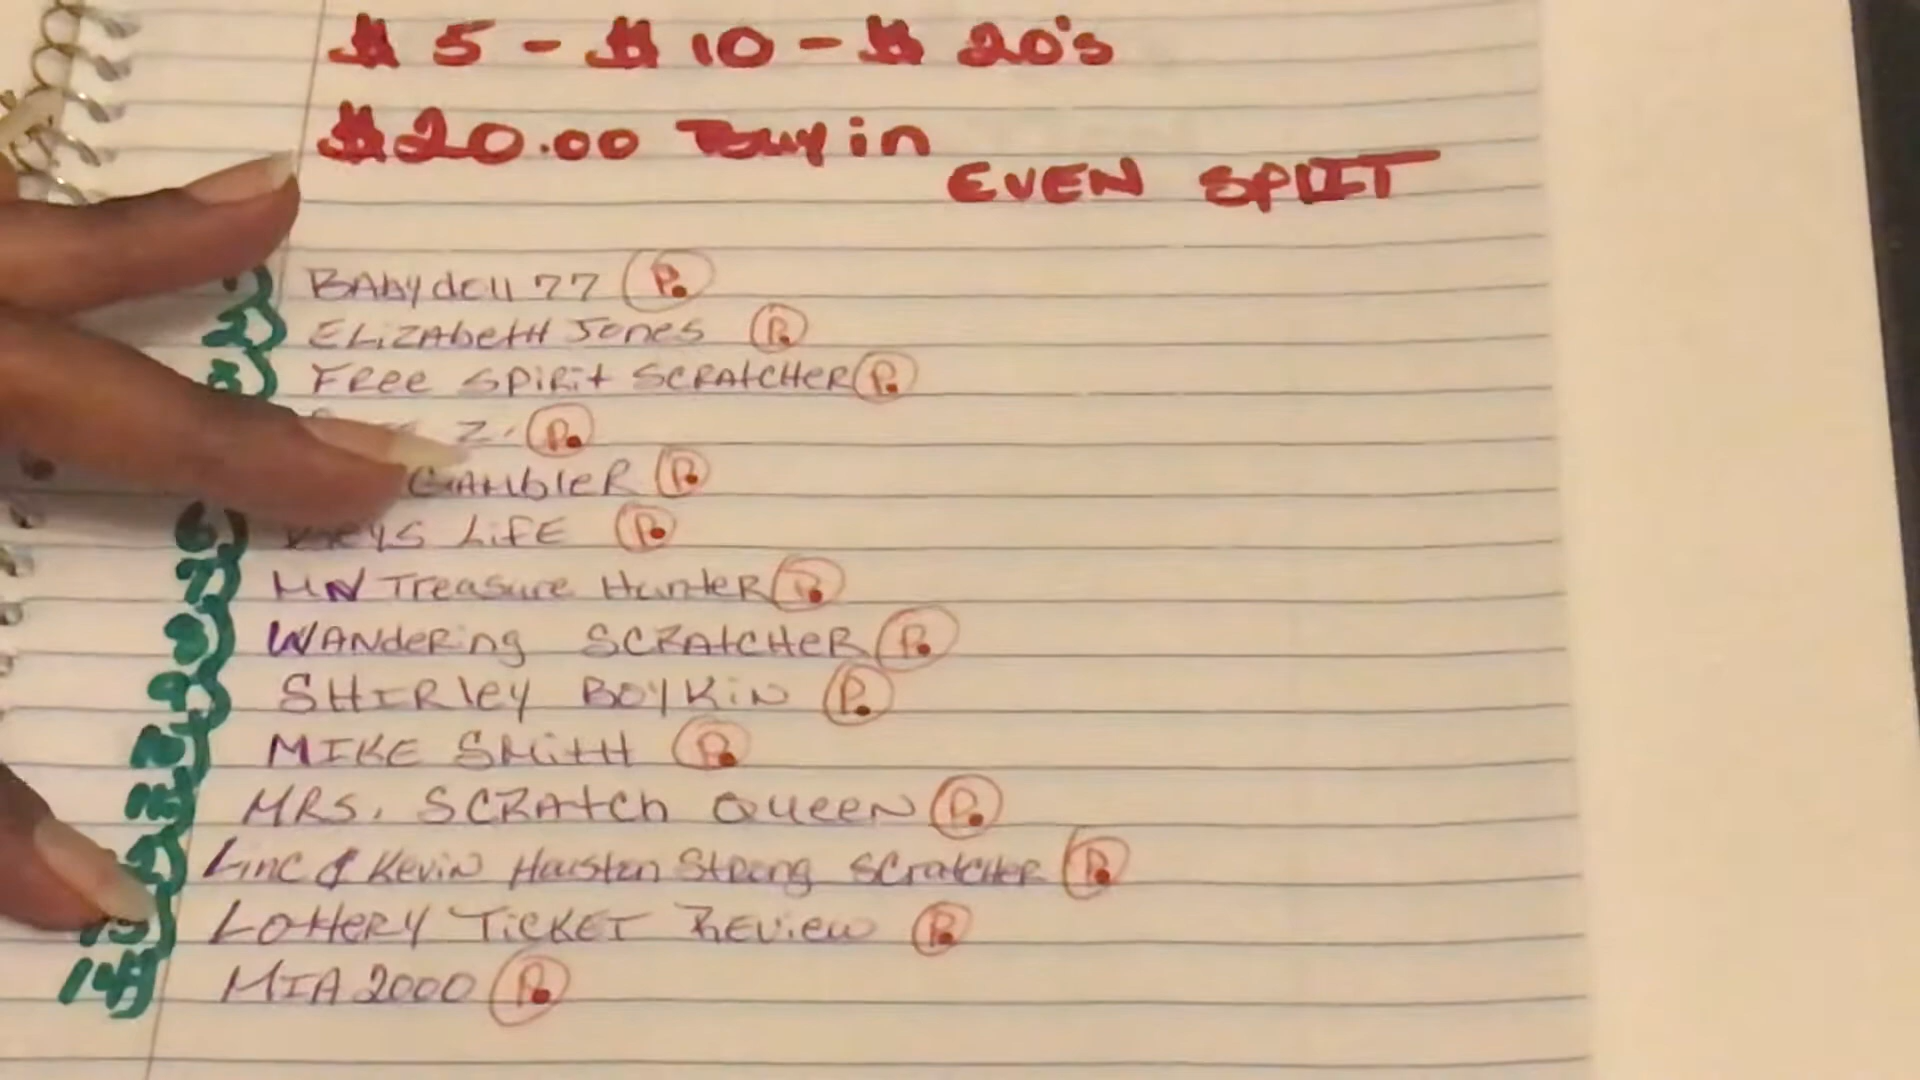 $5 - $10 - $20's
$20.00 Buy in
EVEN SPLIT
1) BAbydoll 77 P.
2) ELiZAbetH Jones P.
3) FRee SpiRit SCRAtCHeR P.
Z. P.
GAMbleR P.
6) Keys LiFE P.
7) MN Treasure HunteR P.
8) WANdeRing SCRAtCHeR P.
9) SHIRley BOyKiN P.
10) MIKE SMitH P.
11) MRS. SCRAtch QUeeN P.
Linc & KeviN Houston Strong SCratcHeR P.
13) LOtteRY TiCKET ReView P.
14) MIA 2000 P.